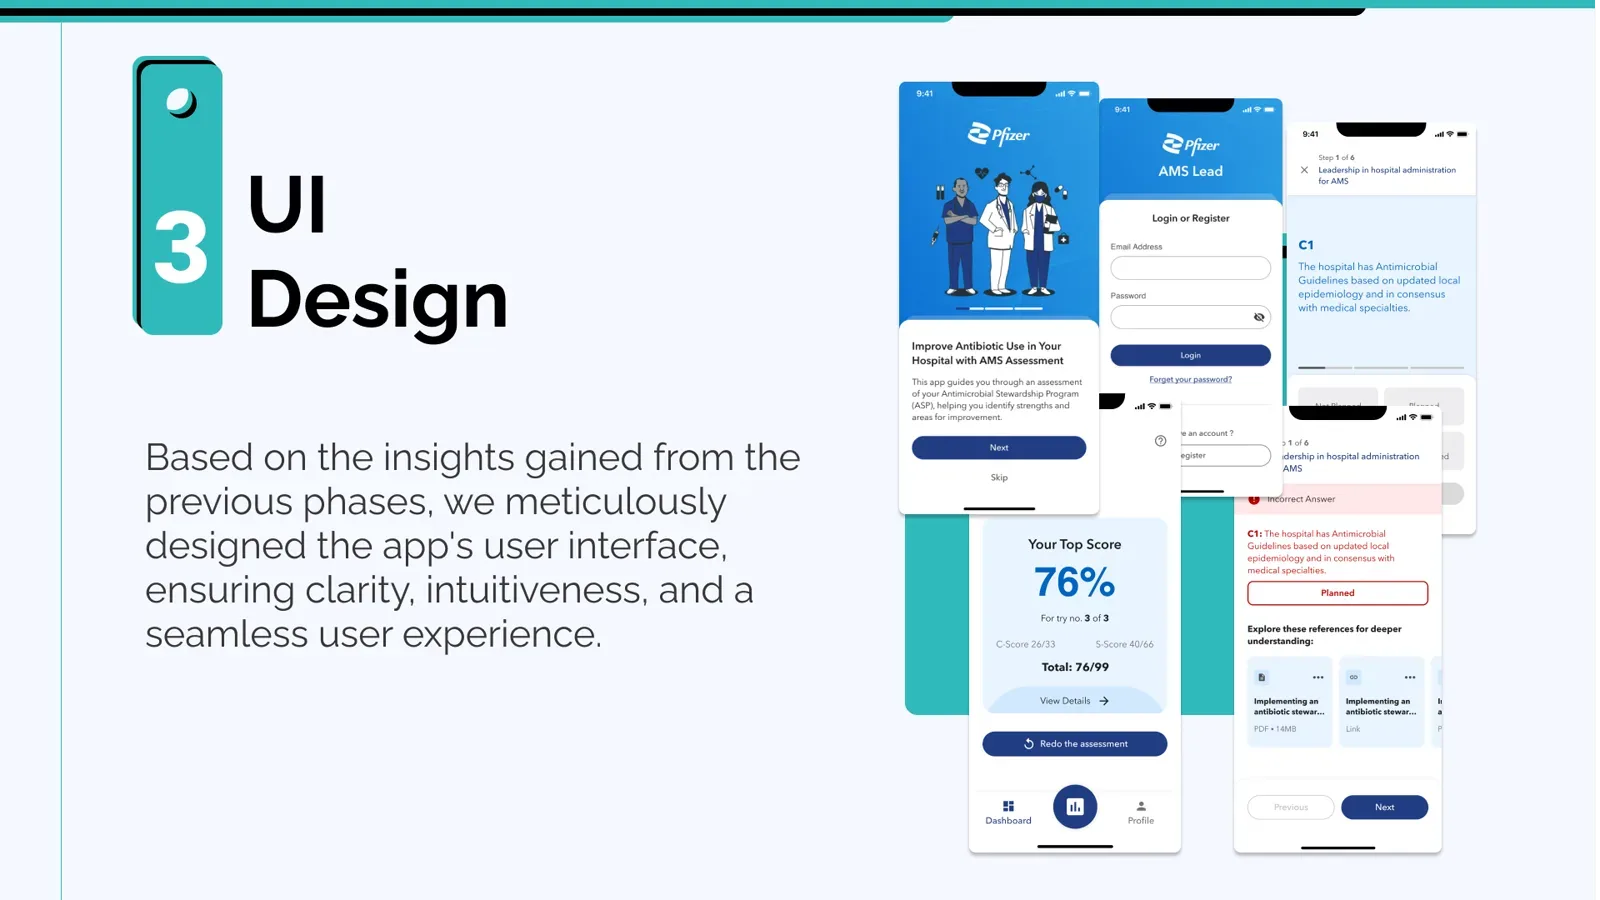 3
UI
Design
Based on the insights gained from the
previous phases, we meticulously
designed the app's user interface,
ensuring clarity, intuitiveness, and a
seamless user experience.
9:41
Pfizer
Improve Antibiotic Use in Your
Hospital with AMS Assessment
This app guides you through an assessment
of your Antimicrobial Stewardship Program
(ASP), helping you identify strengths and
areas for improvement.
Next
Skip
9:41
Pfizer
AMS Lead
Login or Register
Email Address
Password
Login
Forget your password?
an account ?
9:41
Step 1 of 6
Leadership in hospital administration
for AMS
C1
The hospital has Antimicrobial
Guidelines based on updated local
epidemiology and in consensus
with medical specialties.
Not Planned
Planned
Your Top Score
76%
For try no. 3 of 3
C-Score 26/33
S-Score 40/66
Total: 76/99
View Details
Redo the assessment
Dashboard
Profile
1 of 6
in hospital administration
AMS
Incorrect Answer
C1: The hospital has Antimicrobial
Guidelines based on updated local
epidemiology and in consensus with
medical specialties.
Planned
Explore these references for deeper
understanding:
Implementing an
antibiotic stewar...
PDF • 14MB
Implementing an
antibiotic stewar...
Link
Previous
Next